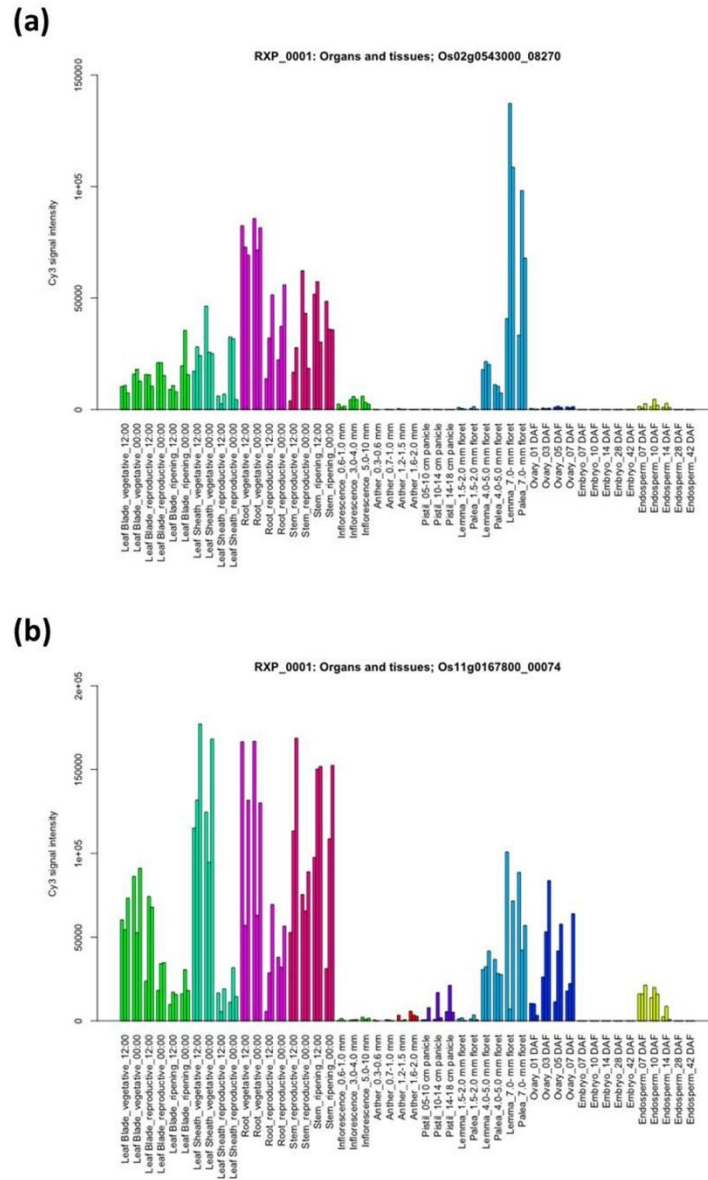 (a)
RXP_0001: Organs and tissues; Os02g0543000_08270
150000
1e+05
50000
0
Cy3 signal intensity
Leaf Blade_vegetative_12:00
Leaf Blade_vegetative_00:00
Leaf Blade_reproductive_12:00
Leaf Blade_reproductive_00:00
Leaf Blade_ripening_12:00
Leaf Blade_ripening_00:00
Leaf Sheath_vegetative_12:00
Leaf Sheath_vegetative_00:00
Leaf Sheath_reproductive_12:00
Leaf Sheath_reproductive_00:00
Root_vegetative_12:00
Root_vegetative_00:00
Root_reproductive_12:00
Root_reproductive_00:00
Stem_reproductive_12:00
Stem_reproductive_00:00
Stem_ripening_12:00
Stem_ripening_00:00
Inflorescence_0.6-1.0 mm
Inflorescence_3.0-4.0 mm
Inflorescence_5.0-10 mm
Anther_0.3-0.6 mm
Anther_0.7-1.0 mm
Anther_1.2-1.5 mm
Anther_1.6-2.0 mm
Pistil_05-10 cm panicle
Pistil_10-14 cm panicle
Pistil_14-18 cm panicle
Lemma_1.5-2.0 mm floret
Palea_1.5-2.0 mm floret
Lemma_4.0-5.0 mm floret
Palea_4.0-5.0 mm floret
Lemma_7.0- mm floret
Palea_7.0- mm floret
Ovary_01 DAF
Ovary_03 DAF
Ovary_05 DAF
Ovary_07 DAF
Embryo_07 DAF
Embryo_10 DAF
Embryo_14 DAF
Embryo_28 DAF
Embryo_42 DAF
Endosperm_07 DAF
Endosperm_10 DAF
Endosperm_14 DAF
Endosperm_28 DAF
Endosperm_42 DAF
(b)
RXP_0001: Organs and tissues; Os11g0167800_00074
2e+05
150000
1e+05
50000
0
Cy3 signal intensity
Leaf Blade_vegetative_12:00
Leaf Blade_vegetative_00:00
Leaf Blade_reproductive_12:00
Leaf Blade_reproductive_00:00
Leaf Blade_ripening_12:00
Leaf Blade_ripening_00:00
Leaf Sheath_vegetative_12:00
Leaf Sheath_vegetative_00:00
Leaf Sheath_reproductive_12:00
Leaf Sheath_reproductive_00:00
Root_vegetative_12:00
Root_vegetative_00:00
Root_reproductive_12:00
Root_reproductive_00:00
Stem_reproductive_12:00
Stem_reproductive_00:00
Stem_ripening_12:00
Stem_ripening_00:00
Inflorescence_0.6-1.0 mm
Inflorescence_3.0-4.0 mm
Inflorescence_5.0-10 mm
Anther_0.3-0.6 mm
Anther_0.7-1.0 mm
Anther_1.2-1.5 mm
Anther_1.6-2.0 mm
Pistil_05-10 cm panicle
Pistil_10-14 cm panicle
Pistil_14-18 cm panicle
Lemma_1.5-2.0 mm floret
Palea_1.5-2.0 mm floret
Lemma_4.0-5.0 mm floret
Palea_4.0-5.0 mm floret
Lemma_7.0- mm floret
Palea_7.0- mm floret
Ovary_01 DAF
Ovary_03 DAF
Ovary_05 DAF
Ovary_07 DAF
Embryo_07 DAF
Embryo_10 DAF
Embryo_14 DAF
Embryo_28 DAF
Embryo_42 DAF
Endosperm_07 DAF
Endosperm_10 DAF
Endosperm_14 DAF
Endosperm_28 DAF
Endosperm_42 DAF